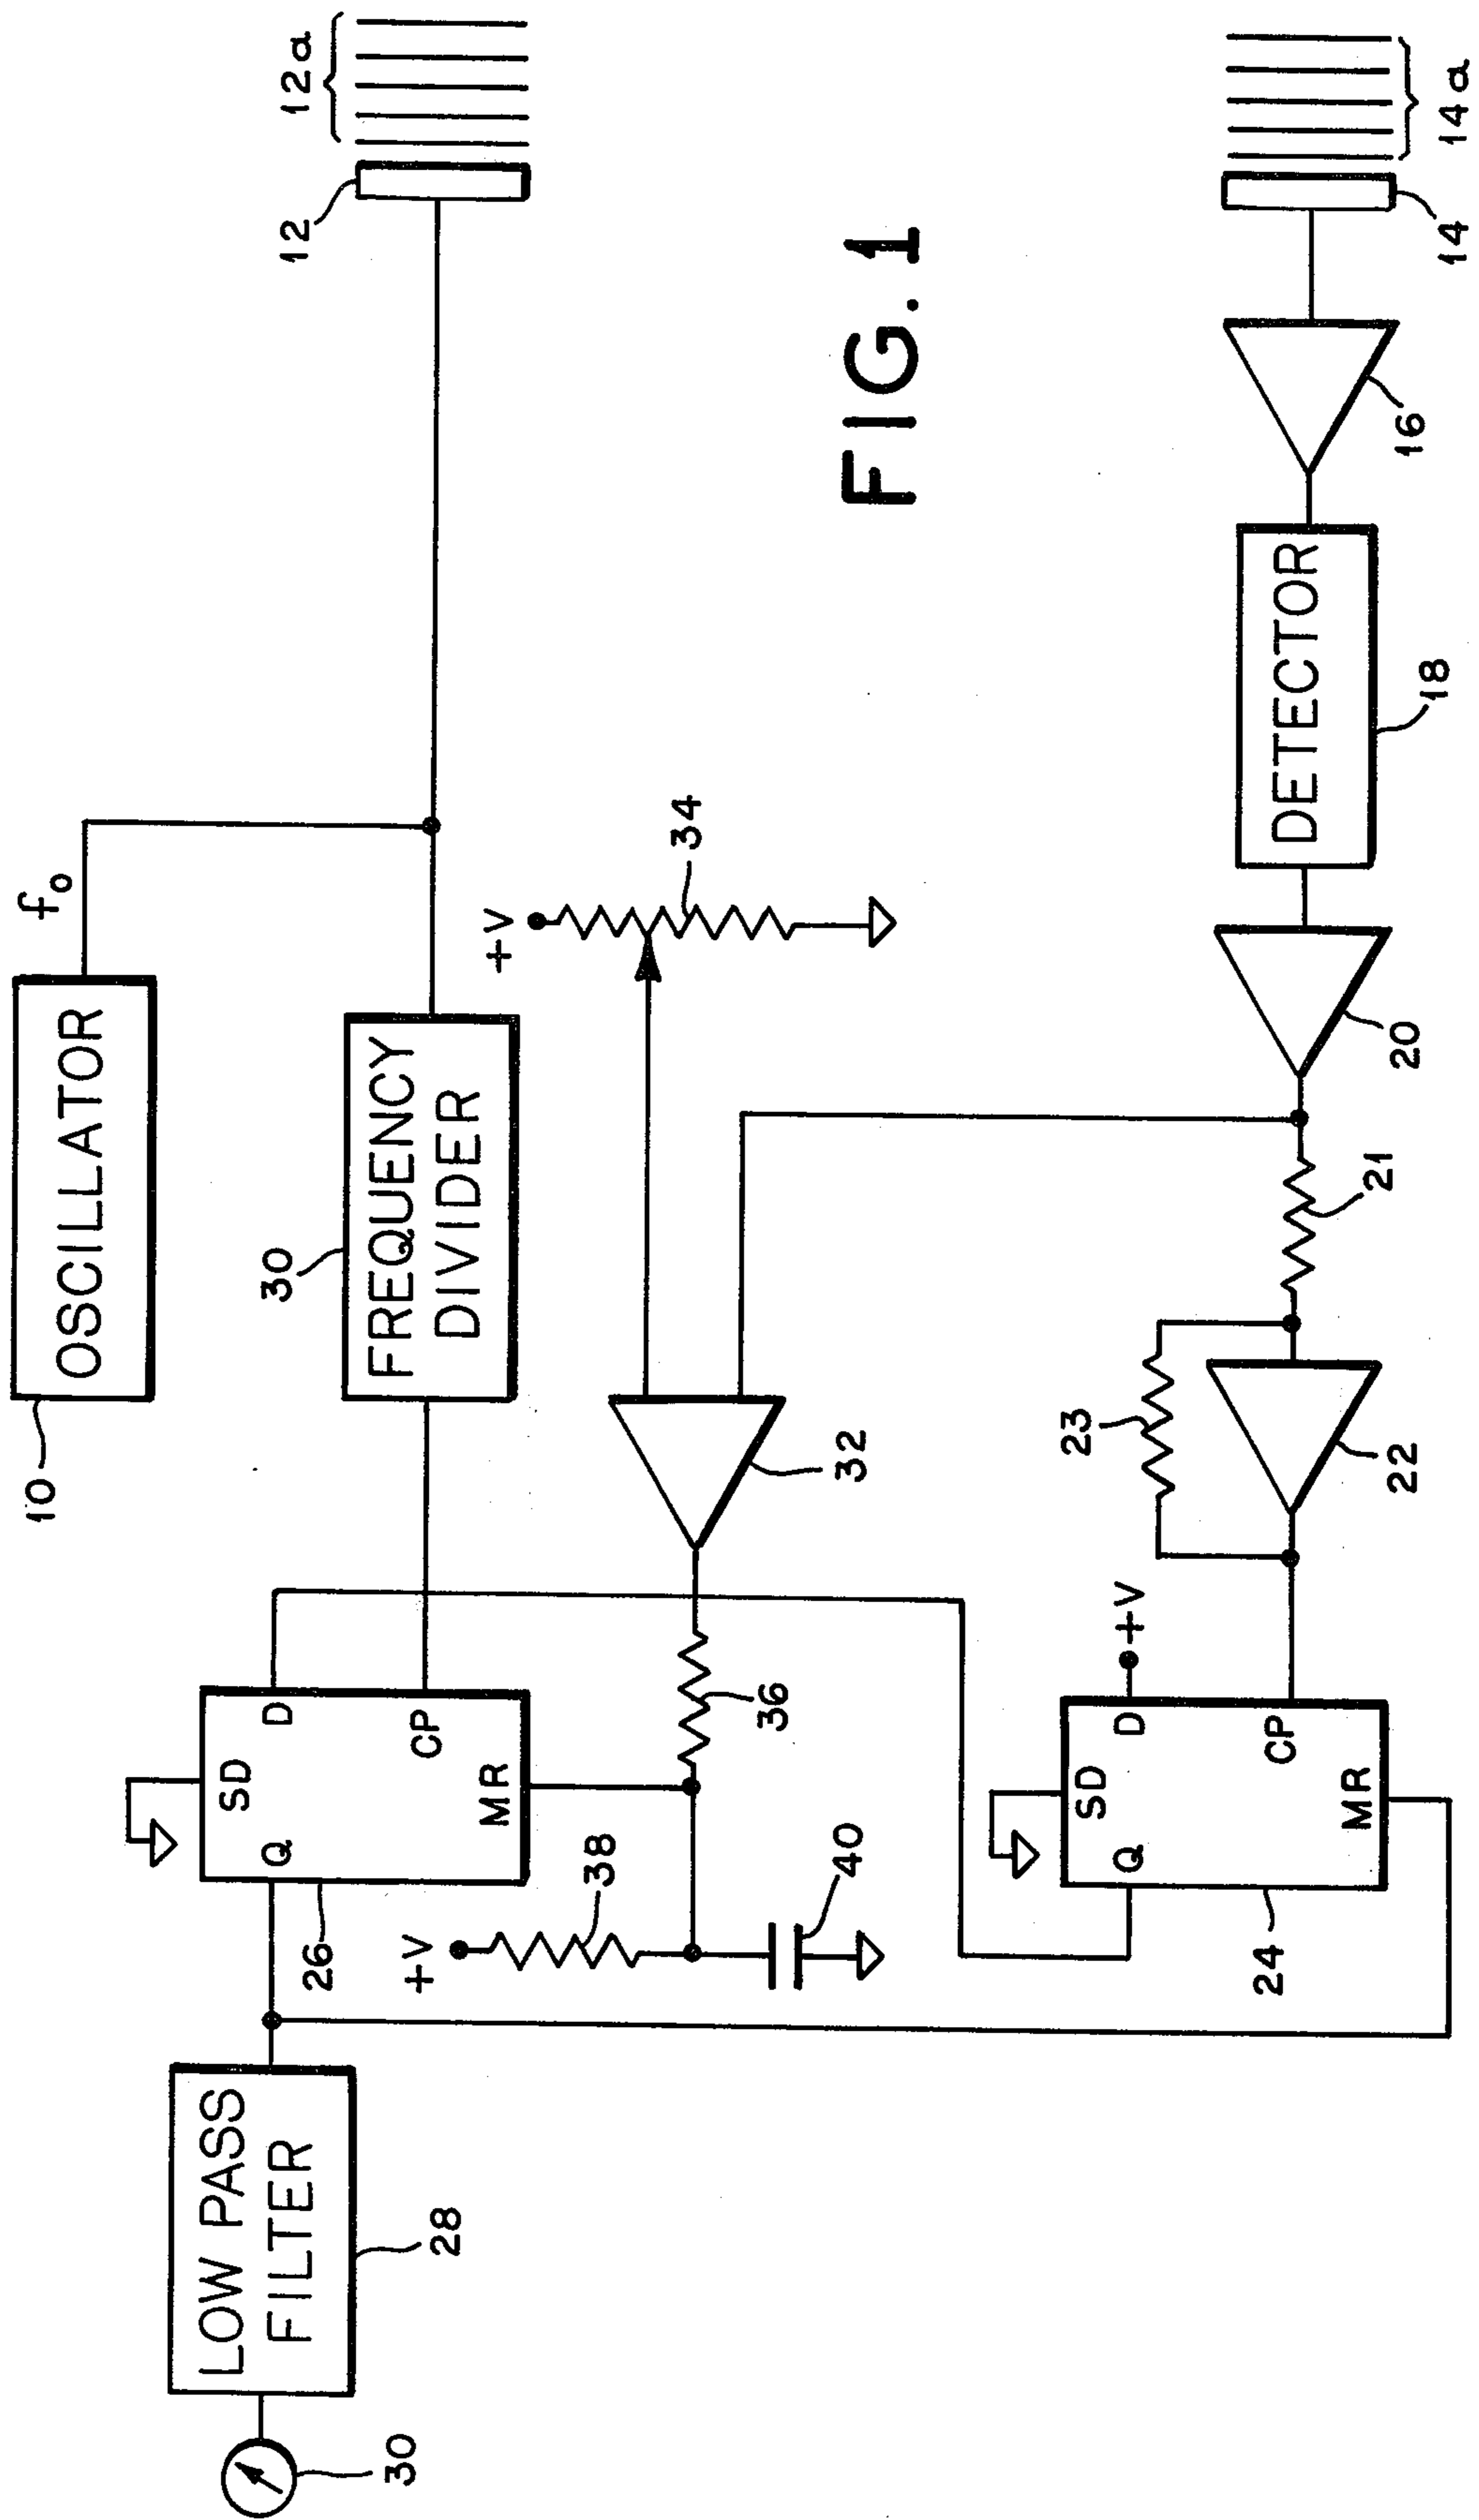 10
OSCILLATOR
fo
30
FREQUENCY
DIVIDER
12
12a
LOW PASS
FILTER
28
30
SD
D
Q
CP
MR
26
+V
38
40
36
32
+V
34
FIG. 1
SD
D
Q
CP
MR
24
+V
23
22
21
20
DETECTOR
18
16
14
14a